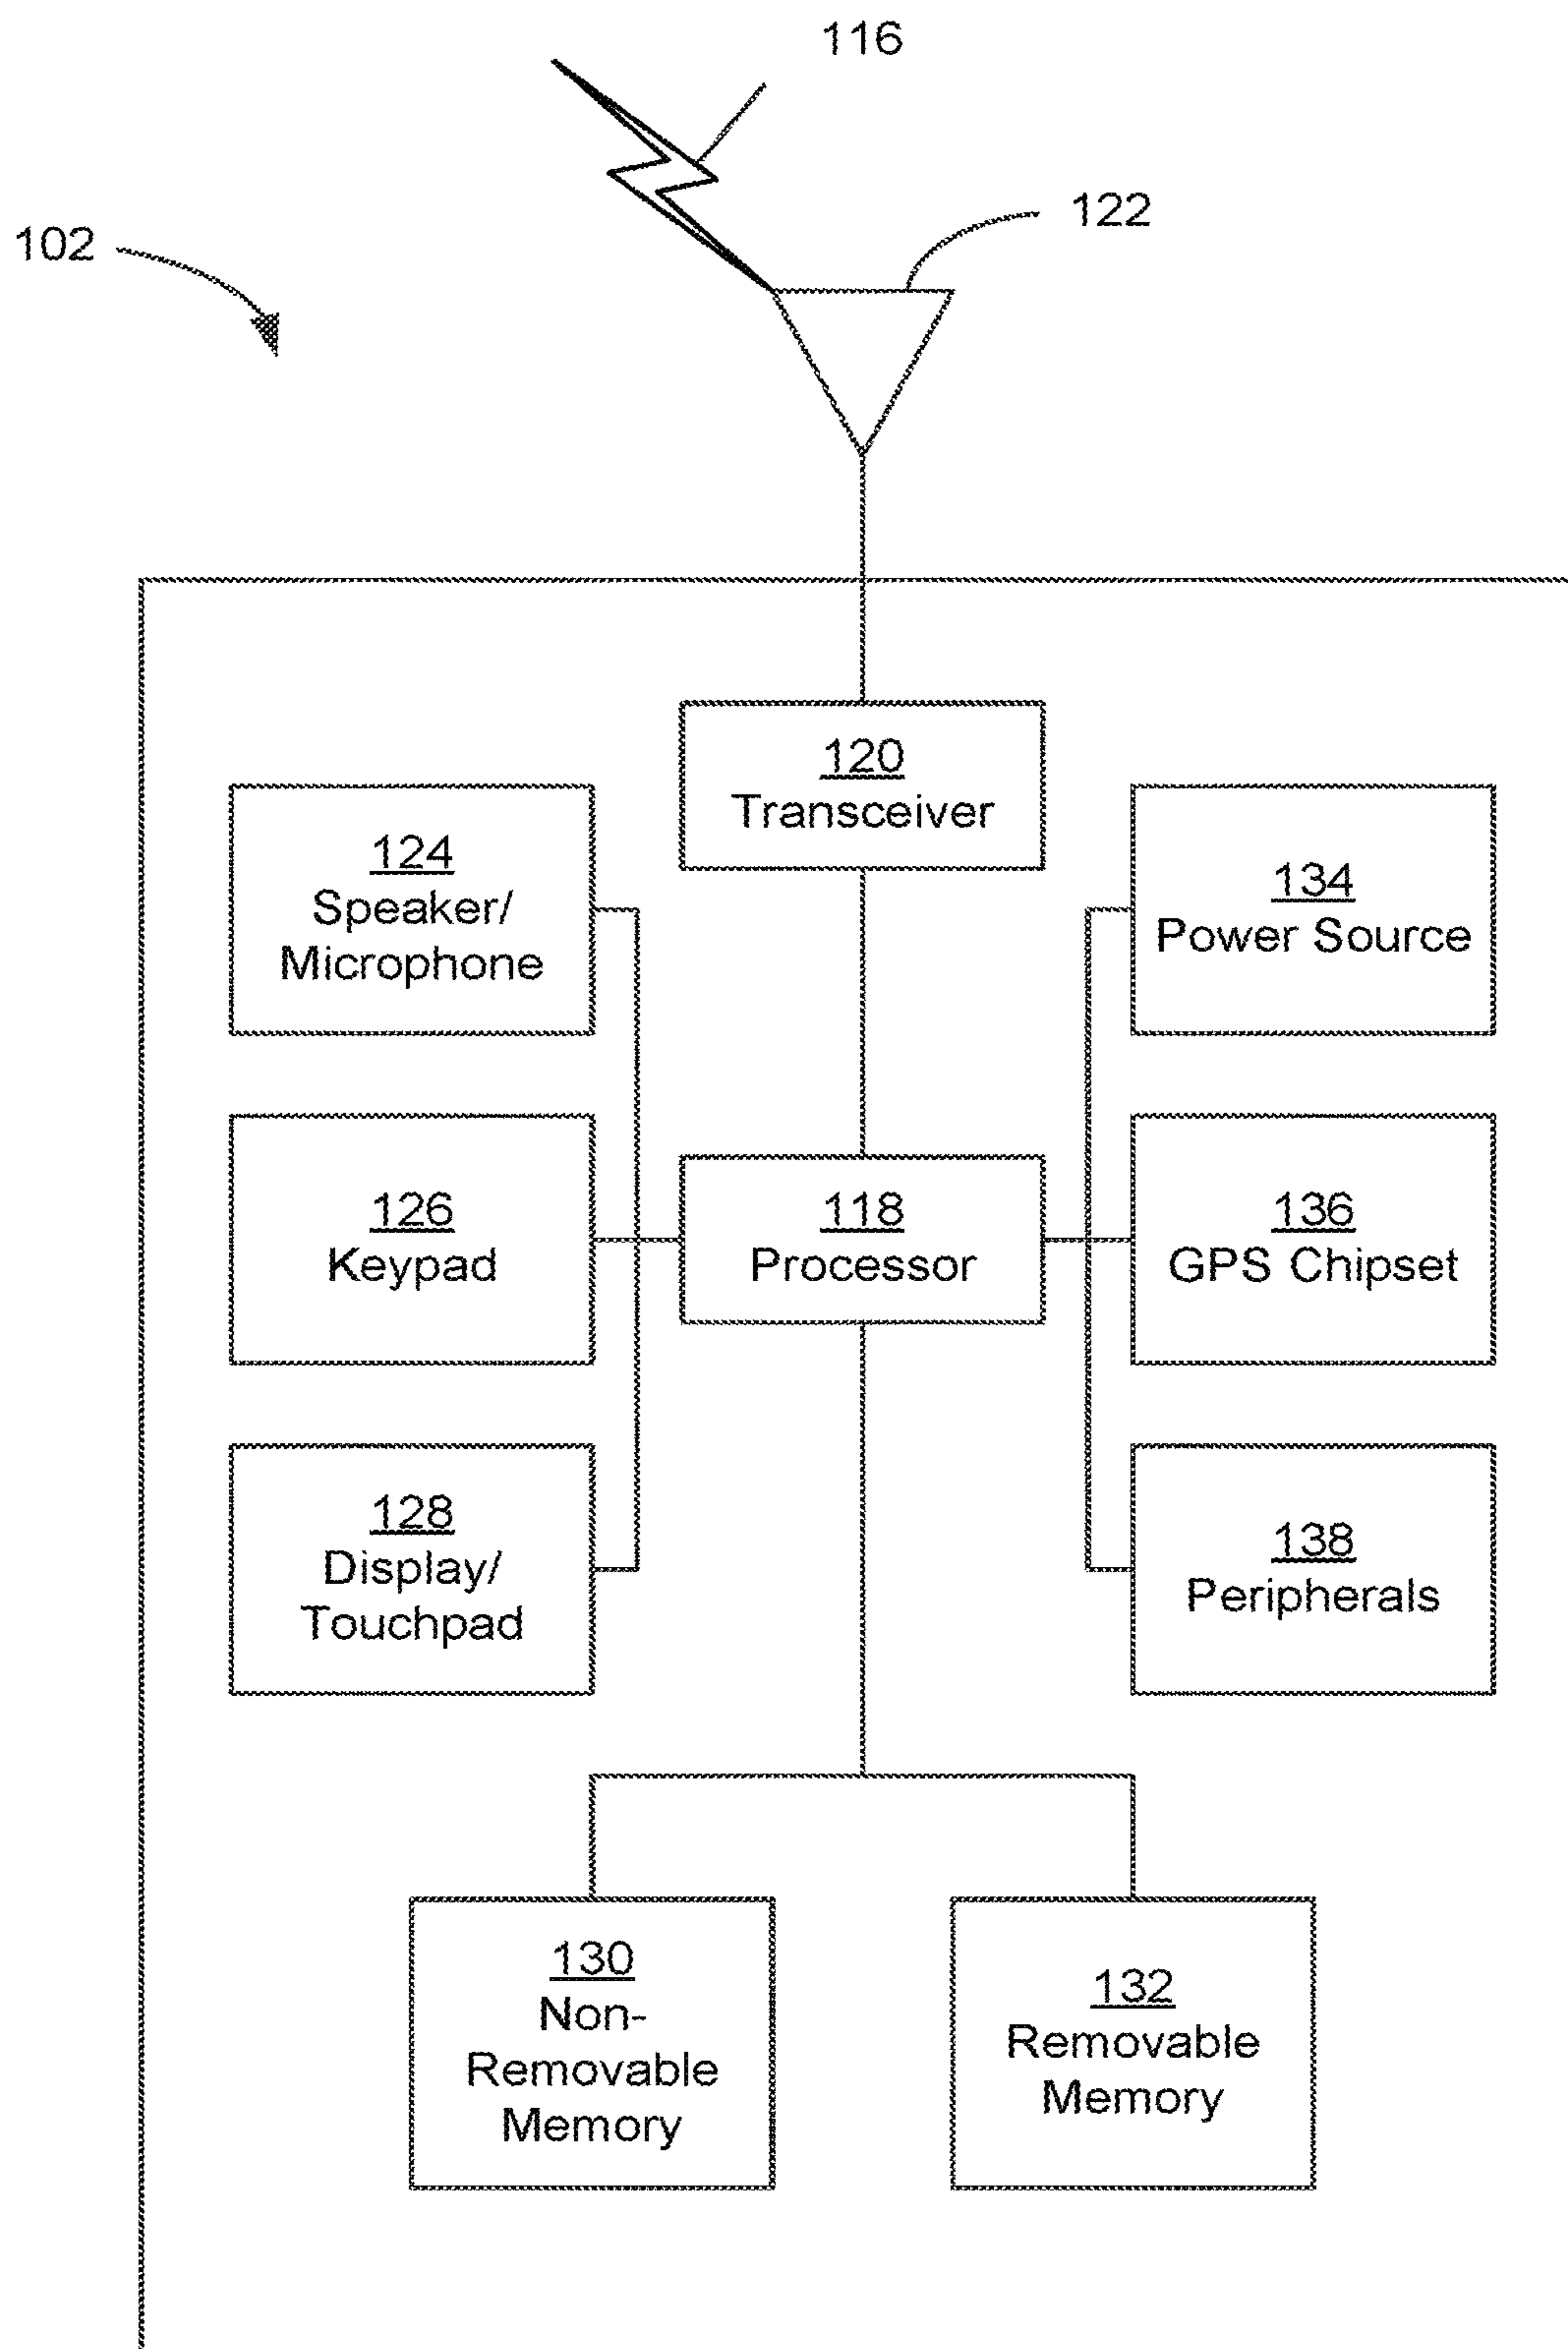 116
122
102
120
Transceiver
124
Speaker/
Microphone
134
Power Source
126
Keypad
118
Processor
136
GPS Chipset
128
Display/
Touchpad
138
Peripherals
130
Non-
Removable
Memory
132
Removable
Memory